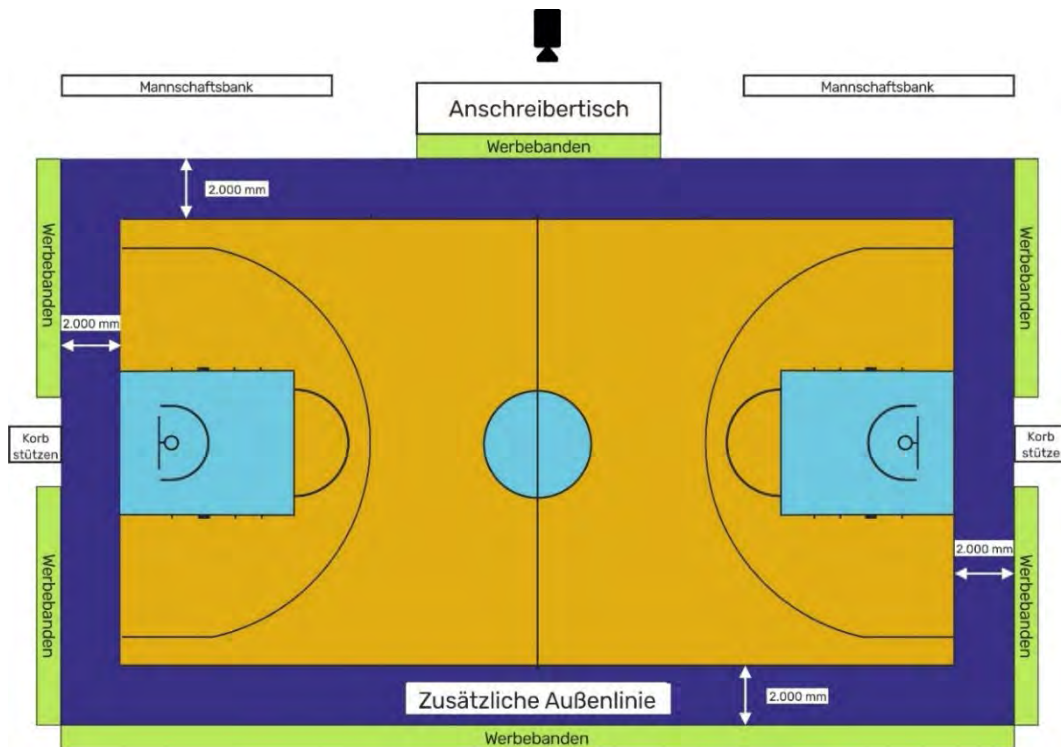 Mannschaftsbank
Mannschaftsbank
Anschreibertisch
Werbebanden
2.000 mm
Werbebanden
Werbebanden
2.000 mm
Korb
stützen
Korb
stütze
Werbebanden
Werbebanden
2.000 mm
Zusätzliche Außenlinie
2.000 mm
Werbebanden